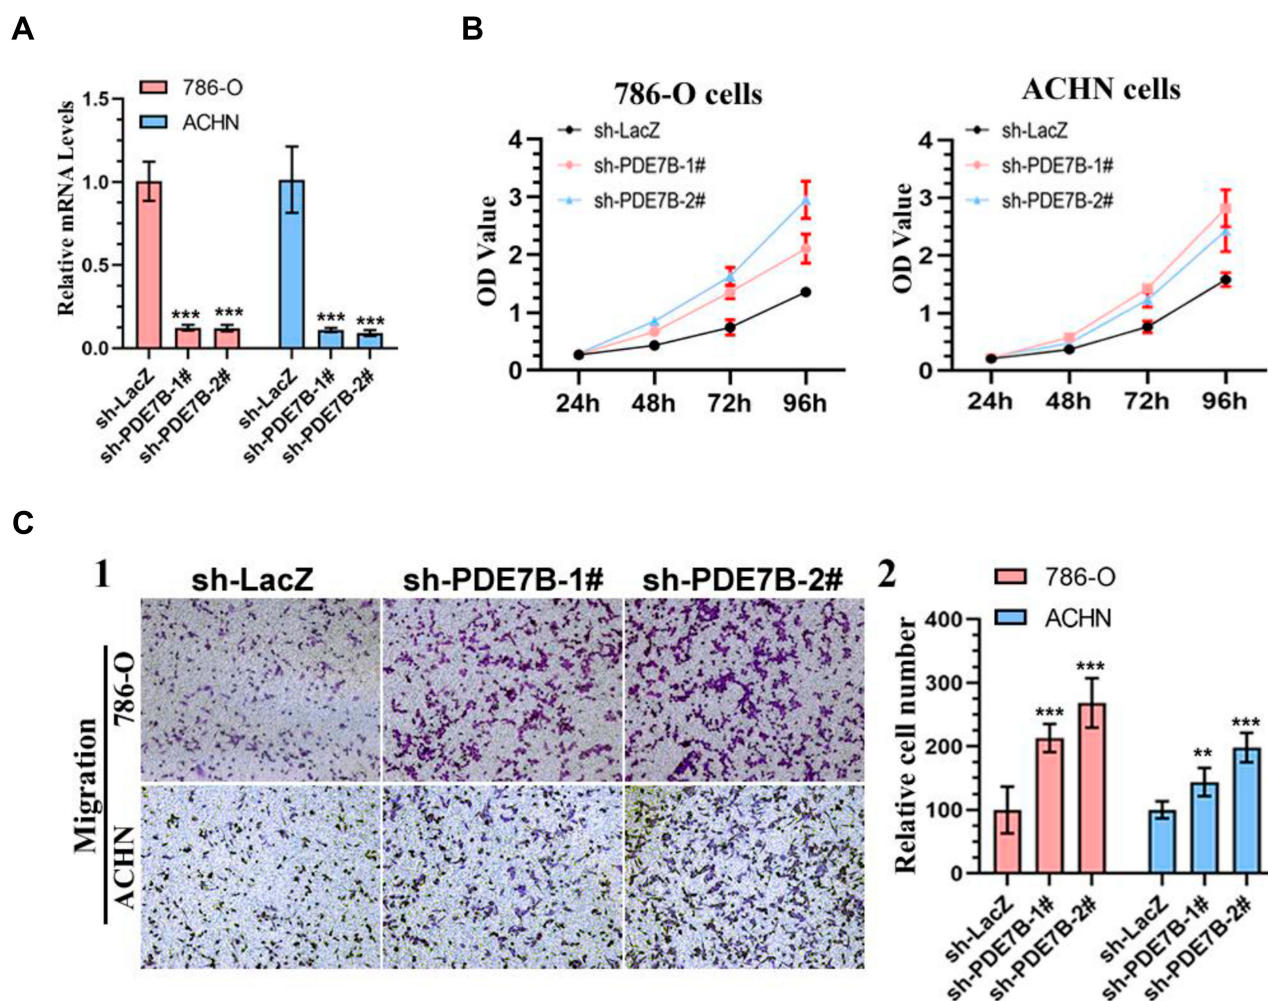 A
786-O
ACHN
Relative mRNA Levels
1.5
1.0
0.5
0.0
***
***
***
***
sh-LacZ
sh-PDE7B-1#
sh-PDE7B-2#
sh-LacZ
sh-PDE7B-1#
sh-PDE7B-2#
B
786-O cells
sh-LacZ
sh-PDE7B-1#
sh-PDE7B-2#
OD Value
4
3
2
1
0
24h
48h
72h
96h
ACHN cells
sh-LacZ
sh-PDE7B-1#
sh-PDE7B-2#
OD Value
4
3
2
1
0
24h
48h
72h
96h
C
1
sh-LacZ
sh-PDE7B-1#
sh-PDE7B-2#
Migration
786-O
ACHN
2
786-O
ACHN
Relative cell number
400
300
200
100
0
***
***
**
***
sh-LacZ
sh-PDE7B-1#
sh-PDE7B-2#
sh-LacZ
sh-PDE7B-1#
sh-PDE7B-2#